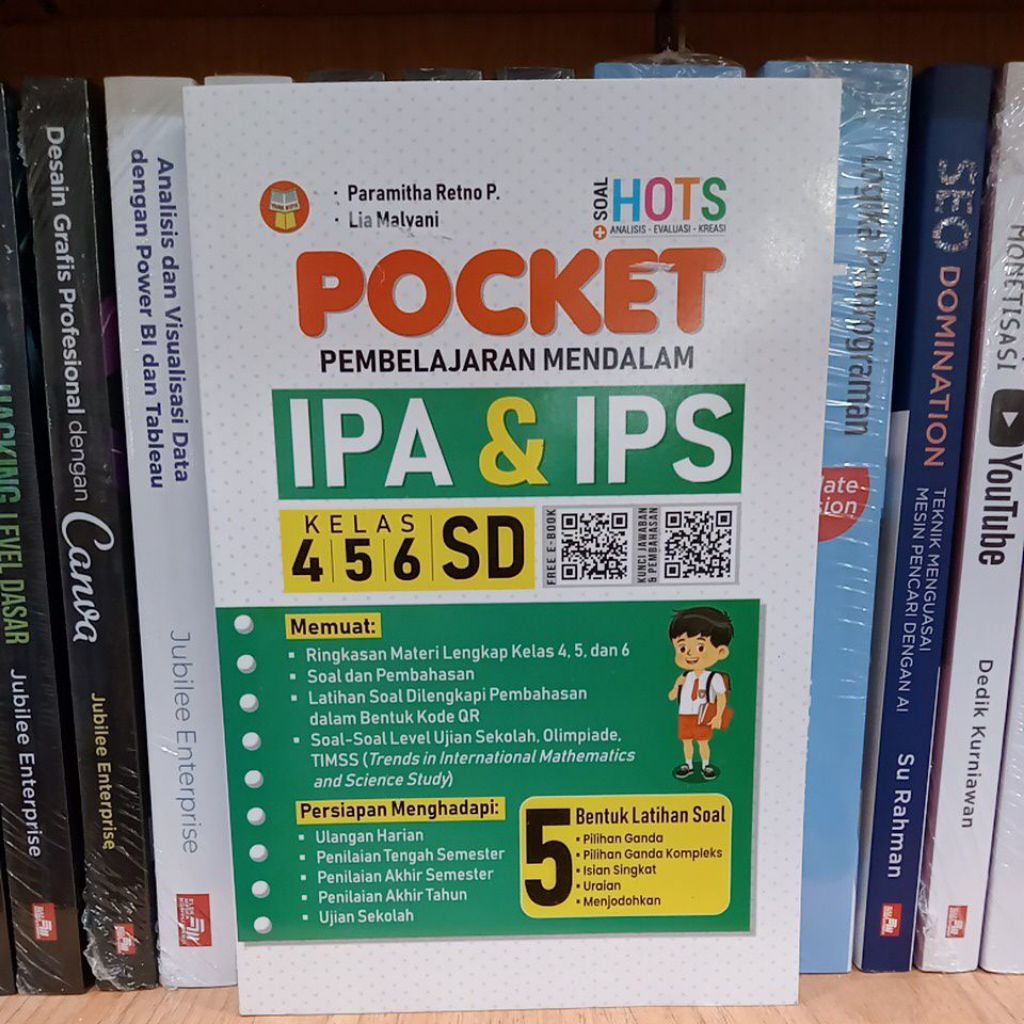 HACKING LEVEL DASAR
Jubilee Enterprise
Desain Grafis Profesional dengan
Canva
Jubilee Enterprise
Analisis dan Visualisasi Data
dengan Power BI dan Tableau
Jubilee Enterprise
• Paramitha Retno P.
• Lia Malyani
+ SOAL
HOTS
ANALISIS - EVALUASI - KREASI
POCKET
PEMBELAJARAN MENDALAM
IPA & IPS
KELAS
4 5 6 SD
FREE E-BOOK
KUNCI JAWABAN
& PEMBAHASAN
Memuat:
▪ Ringkasan Materi Lengkap Kelas 4, 5, dan 6
▪ Soal dan Pembahasan
▪ Latihan Soal Dilengkapi Pembahasan
dalam Bentuk Kode QR
▪ Soal-Soal Level Ujian Sekolah, Olimpiade,
TIMSS (Trends in International Mathematics
and Science Study)
Persiapan Menghadapi:
▪ Ulangan Harian
▪ Penilaian Tengah Semester
▪ Penilaian Akhir Semester
▪ Penilaian Akhir Tahun
▪ Ujian Sekolah
5 Bentuk Latihan Soal
• Pilihan Ganda
• Pilihan Ganda Kompleks
• Isian Singkat
• Uraian
• Menjodohkan
Logika Pemrograman
SEO DOMINATION
TEKNIK MENGUASAI
MESIN PENCARI DENGAN AI
Su Rahman
MONETISASI
YouTube
Dedik Kurniawan